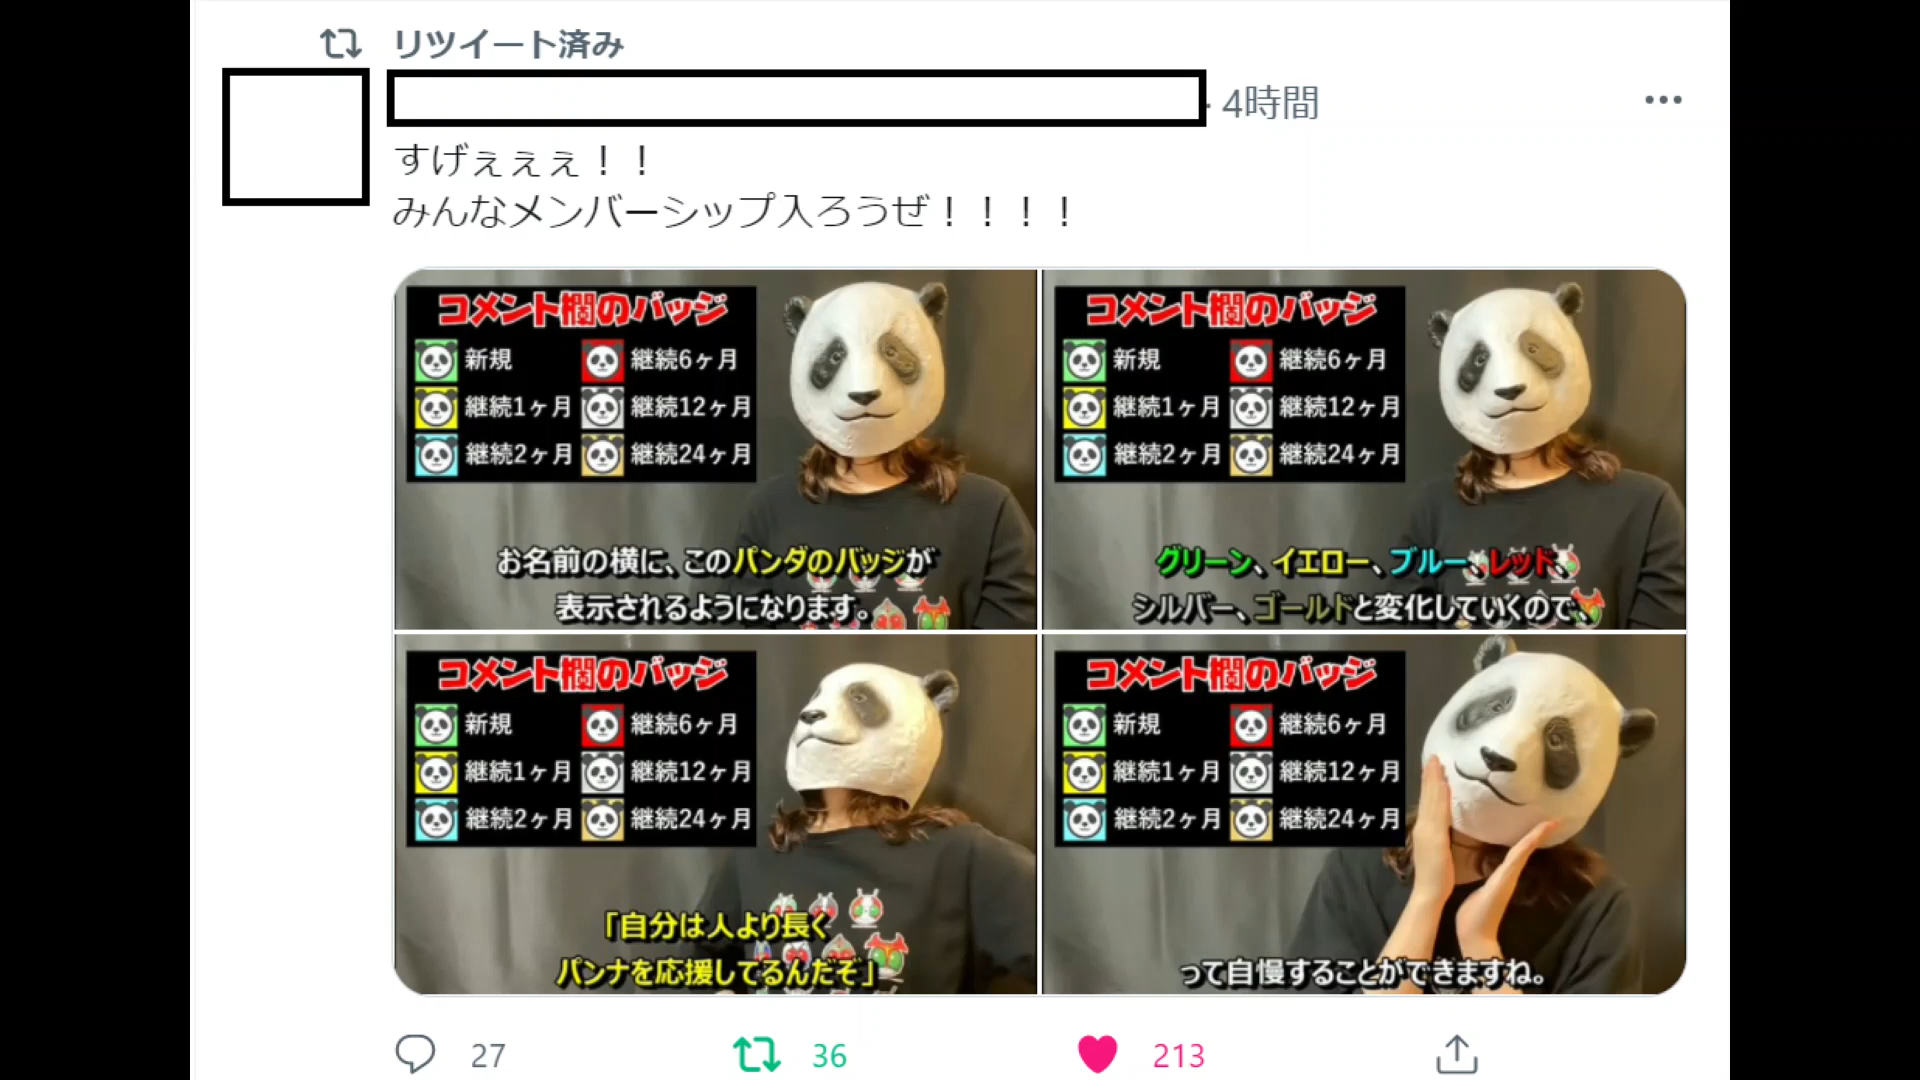 リツイート済み
· 4時間
すげぇぇぇ！！
みんなメンバーシップ入ろうぜ！！！！
コメント欄のバッジ
新規
継続6ヶ月
継続1ヶ月
継続12ヶ月
継続2ヶ月
継続24ヶ月
お名前の横に、このパンダのバッジが
表示されるようになります。
コメント欄のバッジ
新規
継続6ヶ月
継続1ヶ月
継続12ヶ月
継続2ヶ月
継続24ヶ月
グリーン、イエロー、ブルー、レッド、
シルバー、ゴールドと変化していくので、
コメント欄のバッジ
新規
継続6ヶ月
継続1ヶ月
継続12ヶ月
継続2ヶ月
継続24ヶ月
「自分は人より長く
パンナを応援してるんだぞ」
コメント欄のバッジ
新規
継続6ヶ月
継続1ヶ月
継続12ヶ月
継続2ヶ月
継続24ヶ月
って自慢することができますね。
27
36
213